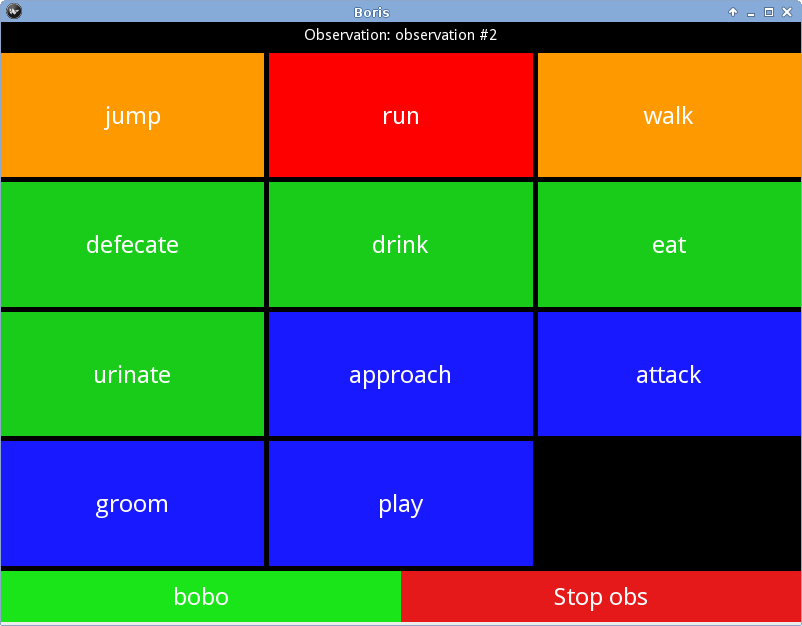 Boris
Observation: observation #2
jump run walk
defecate drink eat
urinate approach attack
groom play
bobo Stop obs